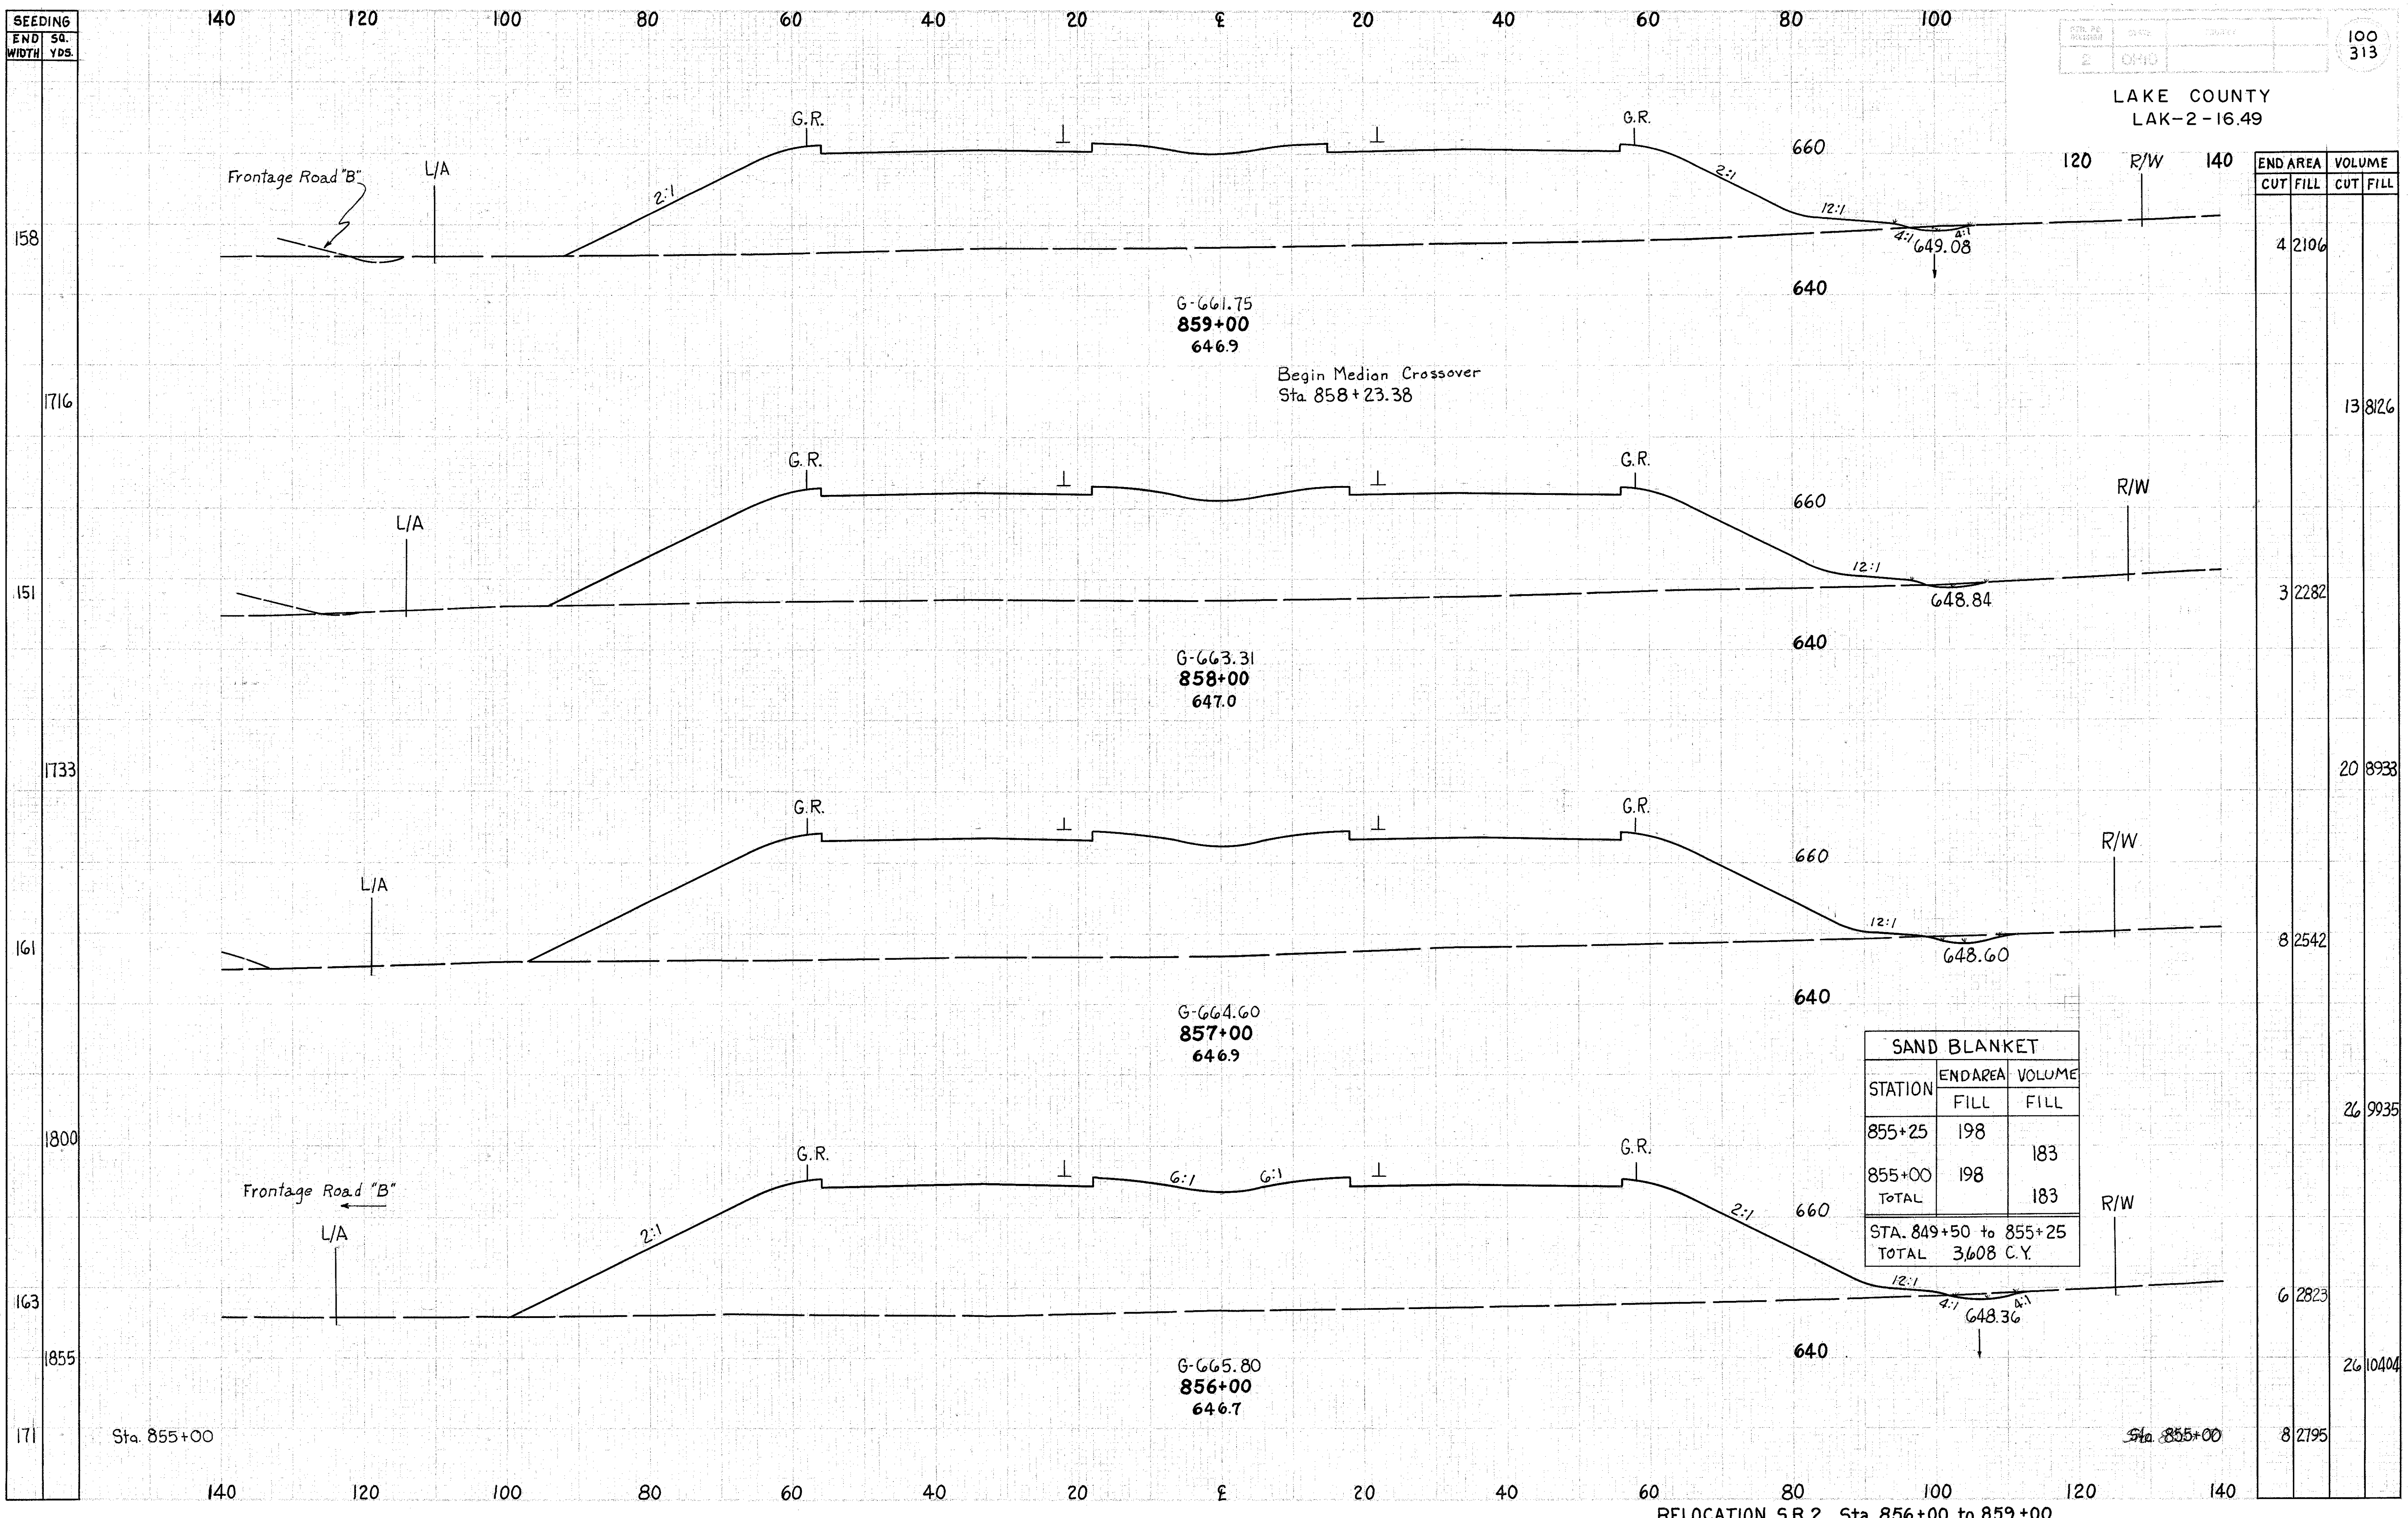 SEEDING
END WIDTH SQ. YDS.
140 120 100 80 60 40 20 ℄ 20 40 60 80 100
2 OHIO
100
313
LAKE COUNTY
LAK-2-16.49
120 R/W 140
END AREA VOLUME
CUT FILL CUT FILL
G.R. ⊥ ⊥ G.R.
660
Frontage Road "B"
L/A
2:1 2:1
12:1
4:1 4:1
649.08
158
4 2106
640
G-661.75
859+00
646.9
Begin Median Crossover
Sta 858+23.38
1716
13 8126
G.R. ⊥ ⊥ G.R.
660
R/W
L/A
12:1
151
3 2282
648.84
640
G-663.31
858+00
647.0
1733
20 8933
G.R. ⊥ ⊥ G.R.
660
R/W
L/A
12:1
161
8 2542
648.60
640
G-664.60
857+00
646.9
SAND BLANKET
STATION END AREA VOLUME
FILL FILL
855+25 198
183
855+00 198
TOTAL 183
STA. 849+50 to 855+25
TOTAL 3,608 C.Y.
26 9935
1800
G.R. ⊥ ⊥ G.R.
6:1 6:1
Frontage Road "B"
L/A
2:1 2:1
660
R/W
12:1
4:1 4:1
648.36
163
6 2823
640
1855
26 10404
G-665.80
856+00
646.7
171
Sta. 855+00
Sta. 855+00
8 2795
140 120 100 80 60 40 20 ℄ 20 40 60 80 100 120 140
RELOCATION S.R. 2 Sta. 856+00 to 859+00